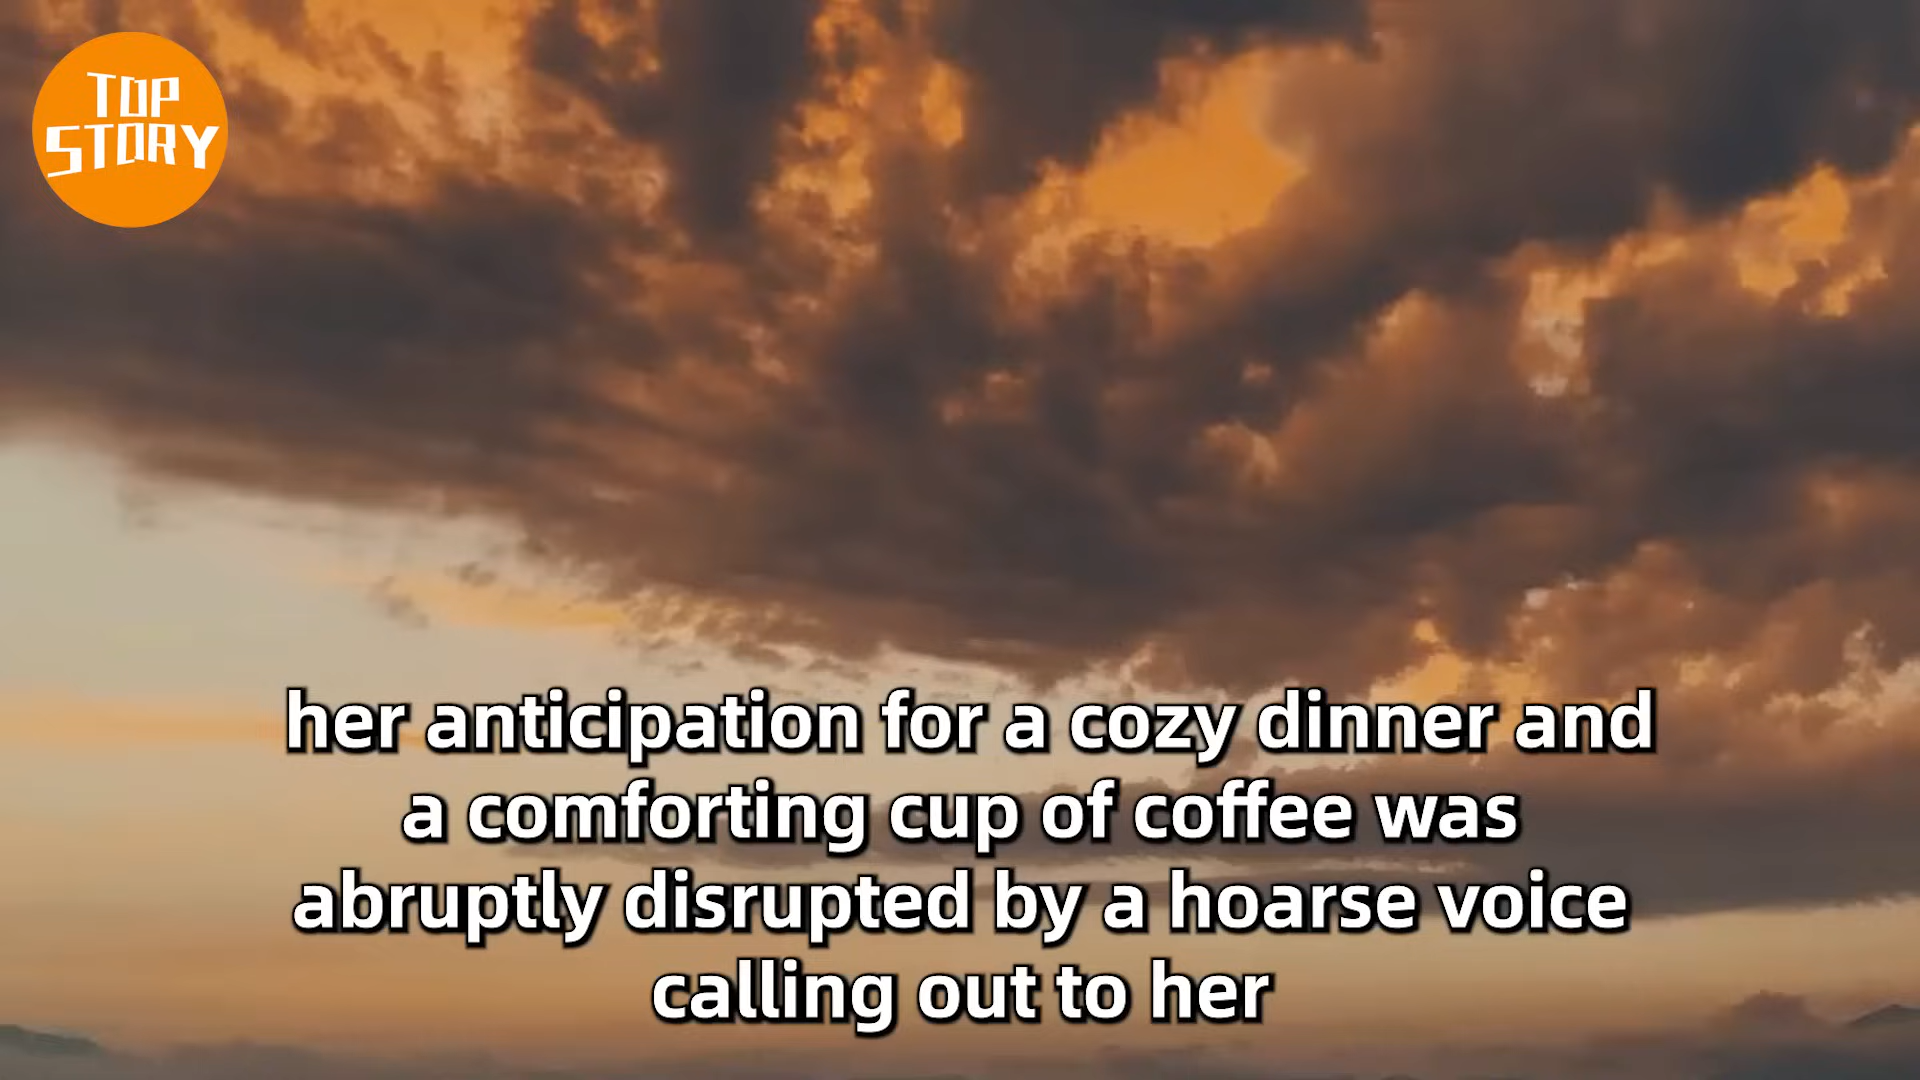 TOP
STORY
her anticipation for a cozy dinner and
a comforting cup of coffee was
abruptly disrupted by a hoarse voice
calling out to her